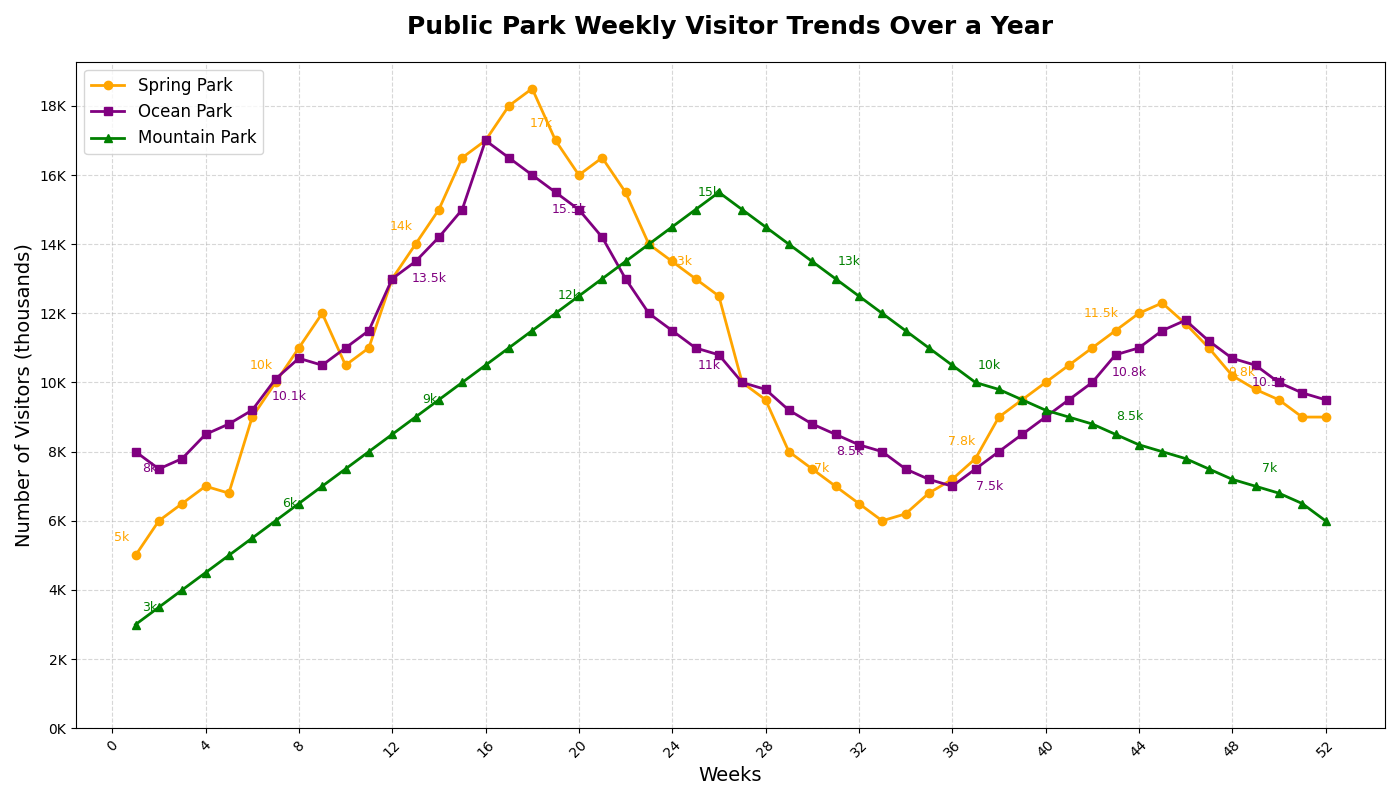 Public Park Weekly Visitor Trends Over a Year
Spring Park
Ocean Park
Mountain Park
Number of Visitors (thousands)
18K
16K
14K
12K
10K
8K
6K
4K
2K
0K
5k
10k
14k
17k
13k
7k
7.8k
11.5k
9.8k
8k
10.1k
13.5k
15.5k
11k
8.5k
7.5k
10.8k
10.5k
3k
6k
9k
12k
15k
13k
10k
8.5k
7k
0
4
8
12
16
20
24
28
32
36
40
44
48
52
Weeks